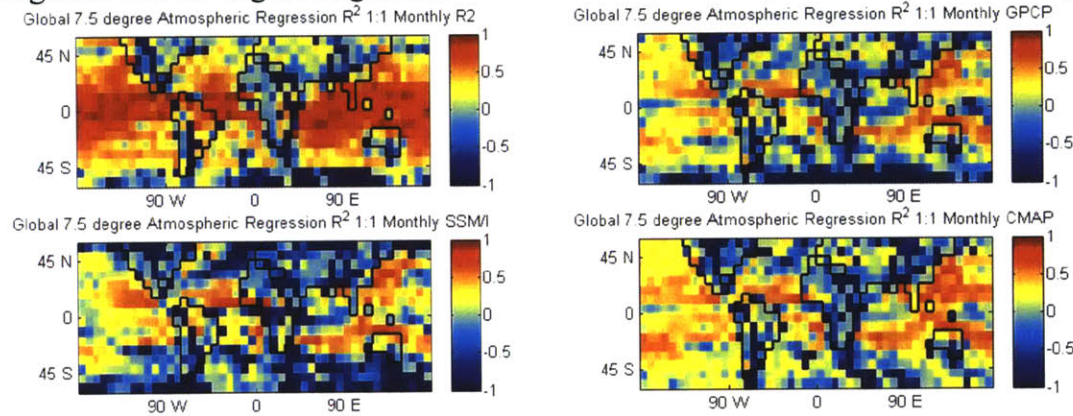 Global 7.5 degree Atmospheric Regression R² 1:1 Monthly R2
45 N
0
45 S
90 W 0 90 E
1
0.5
0
-0.5
-1
Global 7.5 degree Atmospheric Regression R² 1:1 Monthly GPCP
45 N
0
45 S
90 W 0 90 E
1
0.5
0
-0.5
-1
Global 7.5 degree Atmospheric Regression R² 1:1 Monthly SSM/I
45 N
0
45 S
90 W 0 90 E
1
0.5
0
-0.5
-1
Global 7.5 degree Atmospheric Regression R² 1:1 Monthly CMAP
45 N
0
45 S
90 W 0 90 E
1
0.5
0
-0.5
-1